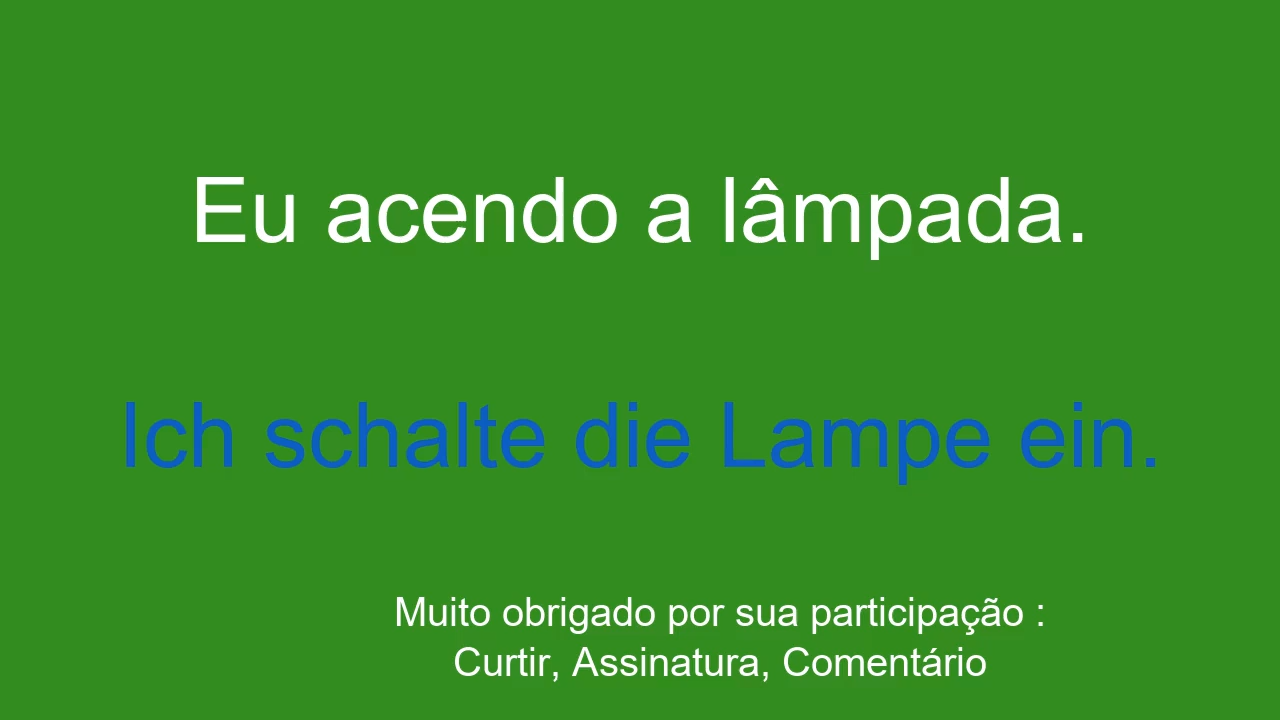 Eu acendo a lâmpada.
Ich schalte die Lampe ein.
Muito obrigado por sua participação :
Curtir, Assinatura, Comentário